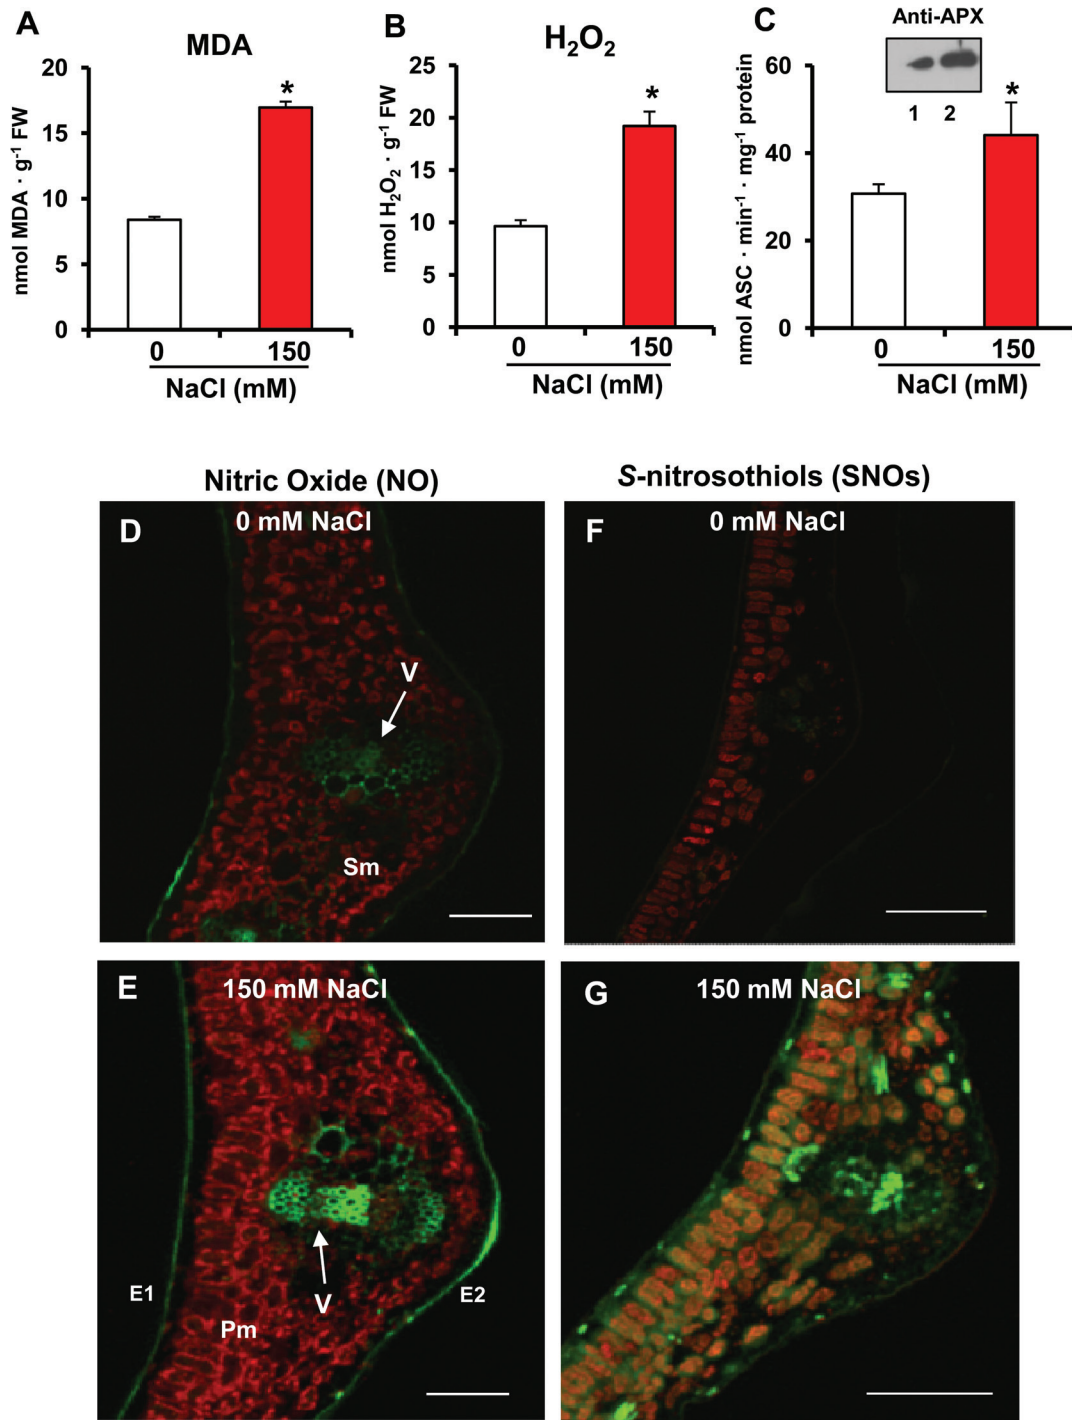 A
MDA
nmol MDA · g⁻¹ FW
20
15
10
5
0
*
0 150
NaCl (mM)
B
H₂O₂
nmol H₂O₂ · g⁻¹ FW
25
20
15
10
5
0
*
0 150
NaCl (mM)
C
Anti-APX
1 2
nmol ASC · min⁻¹ · mg⁻¹ protein
60
40
20
0
*
0 150
NaCl (mM)
Nitric Oxide (NO)
D
0 mM NaCl
V
Sm
S-nitrosothiols (SNOs)
F
0 mM NaCl
E
150 mM NaCl
E1
V
E2
Pm
G
150 mM NaCl